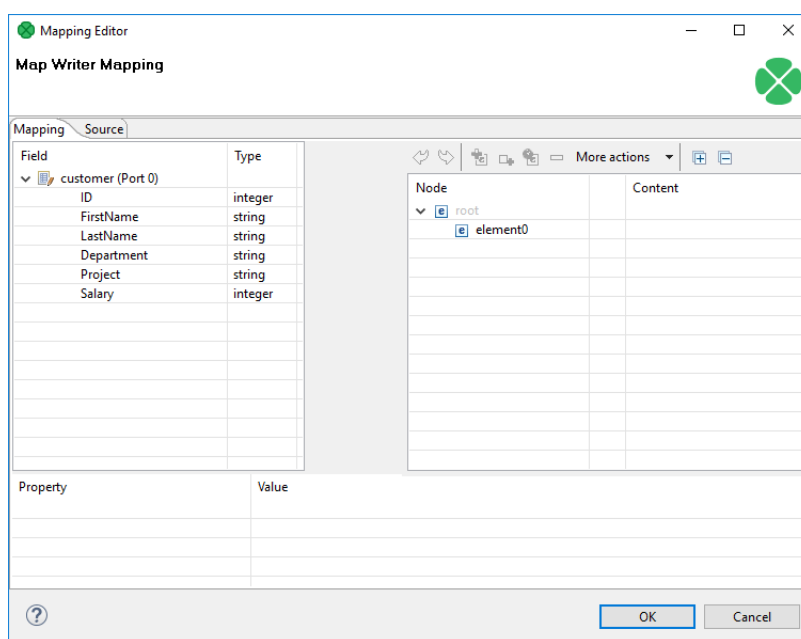 Mapping Editor
Map Writer Mapping
Mapping Source
Field Type
customer (Port 0)
ID integer
FirstName string
LastName string
Department string
Project string
Salary integer
More actions
Node Content
e root
e element0
Property Value
? OK Cancel